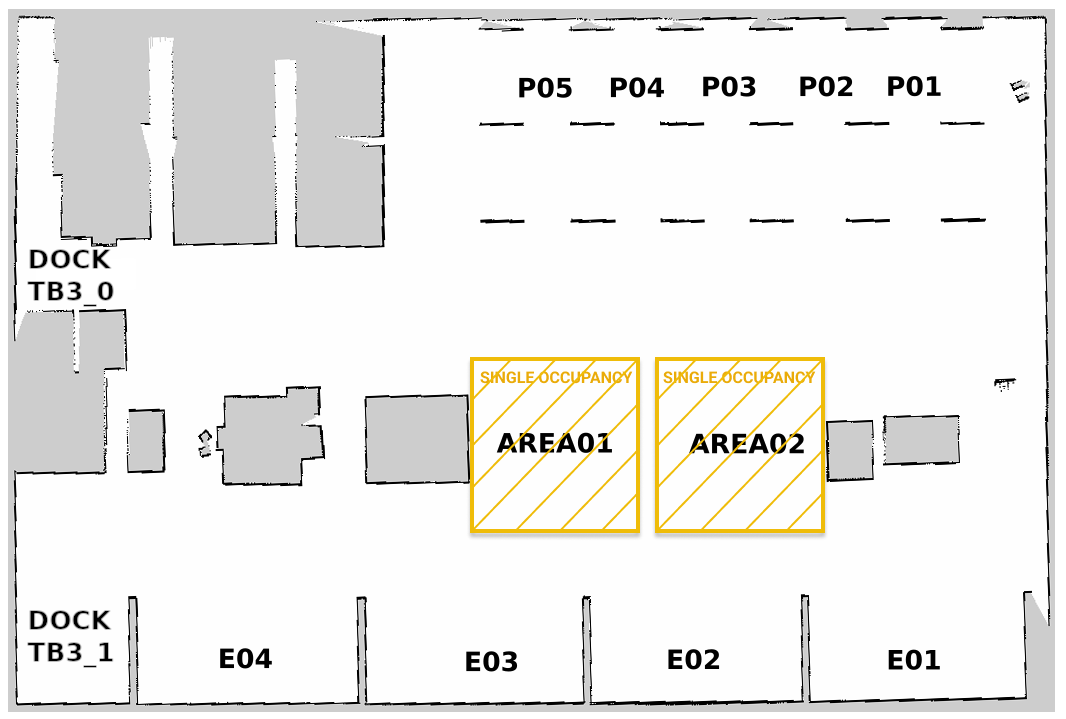 P05 P04 P03 P02 P01
DOCK
TB3_0
SINGLE OCCUPANCY
AREA01
SINGLE OCCUPANCY
AREA02
DOCK
TB3_1
E04 E03 E02 E01